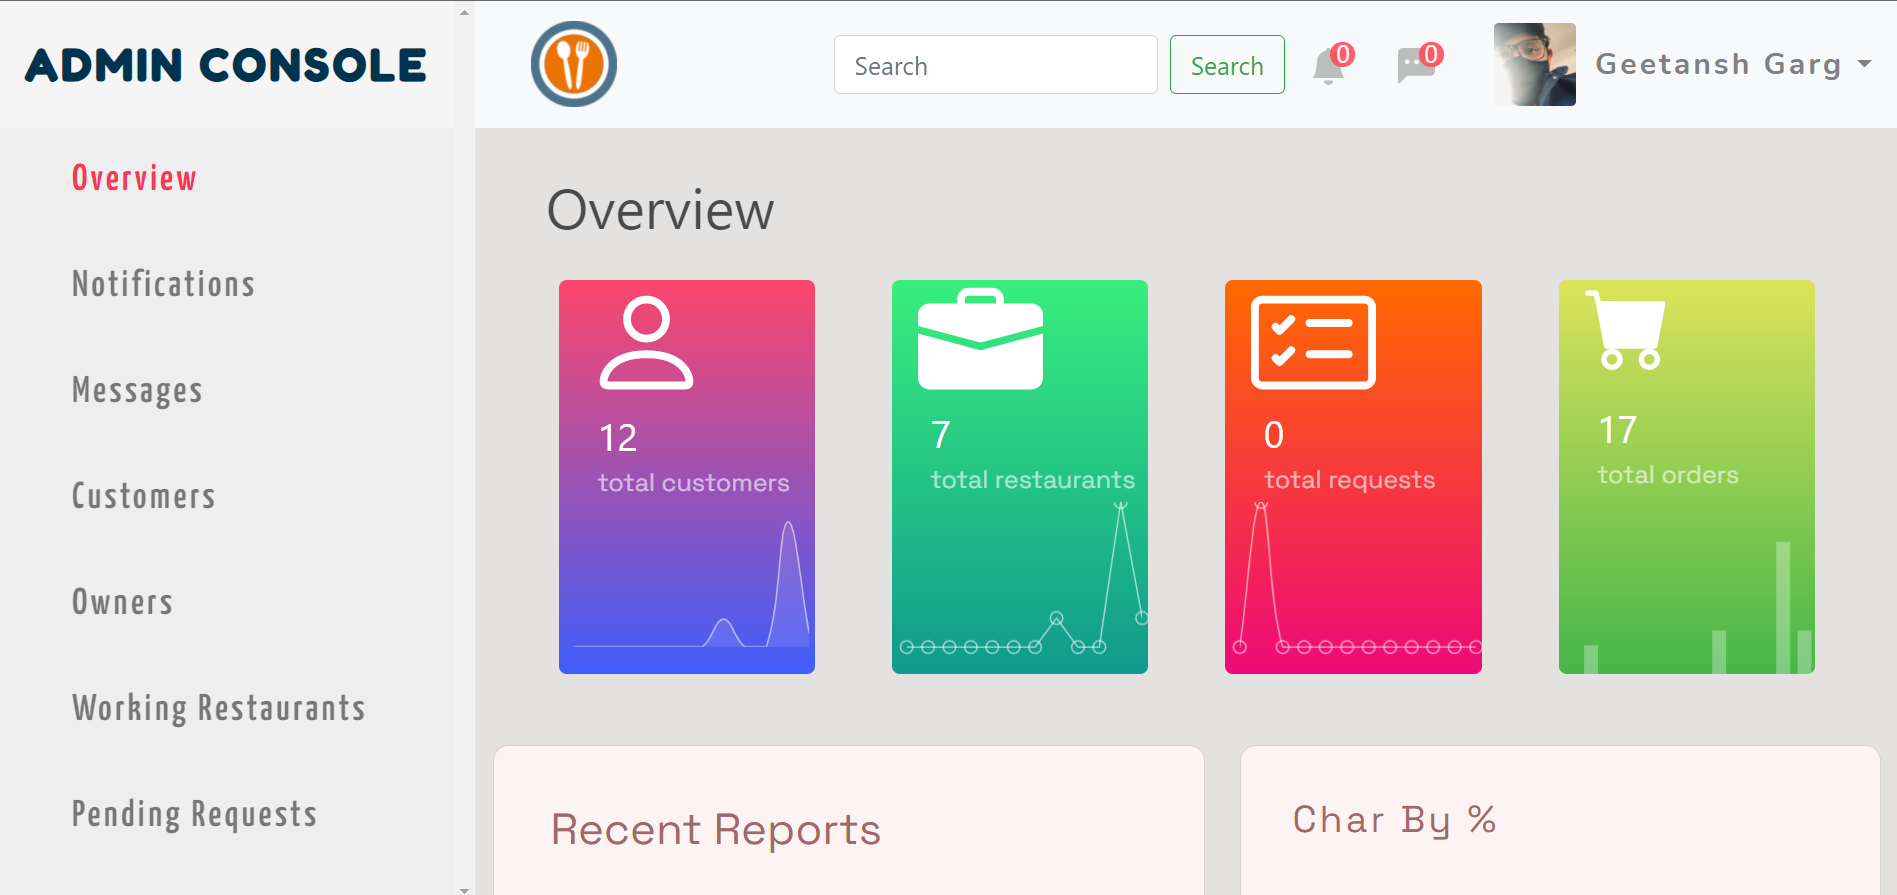 ADMIN CONSOLE
Search
Search
0
0
Geetansh Garg
Overview
Notifications
Messages
Customers
Owners
Working Restaurants
Pending Requests
Overview
12
total customers
7
total restaurants
0
total requests
17
total orders
Recent Reports
Char By %